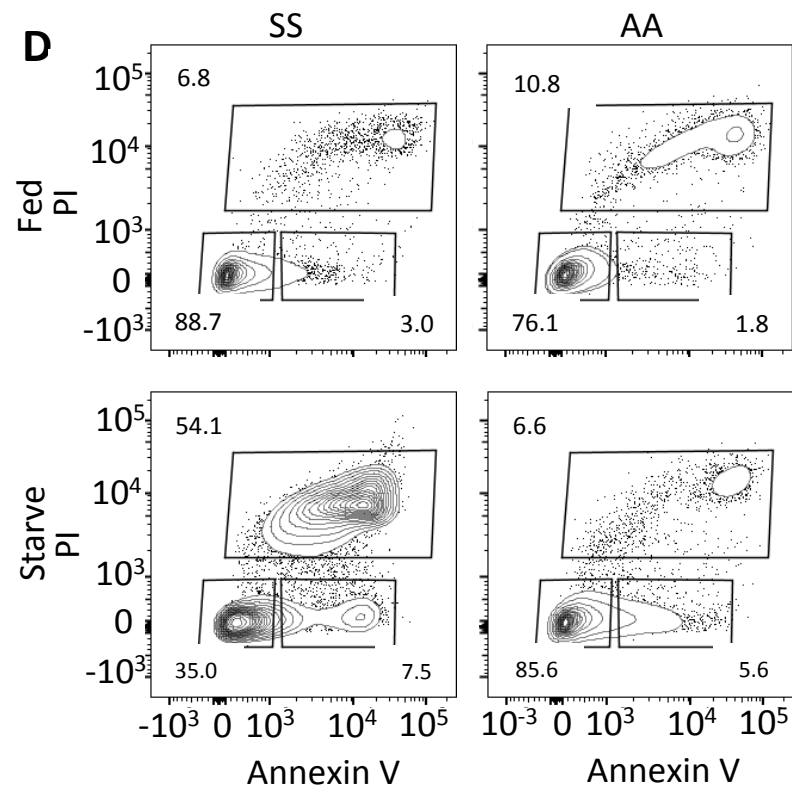 D
SS
AA
Fed
PI
10⁵
10⁴
10³
0
-10³
6.8
88.7
3.0
10.8
76.1
1.8
Starve
PI
10⁵
10⁴
10³
0
-10³
54.1
35.0
7.5
6.6
85.6
5.6
-10³ 0 10³ 10⁴ 10⁵
10⁻³ 0 10³ 10⁴ 10⁵
Annexin V
Annexin V